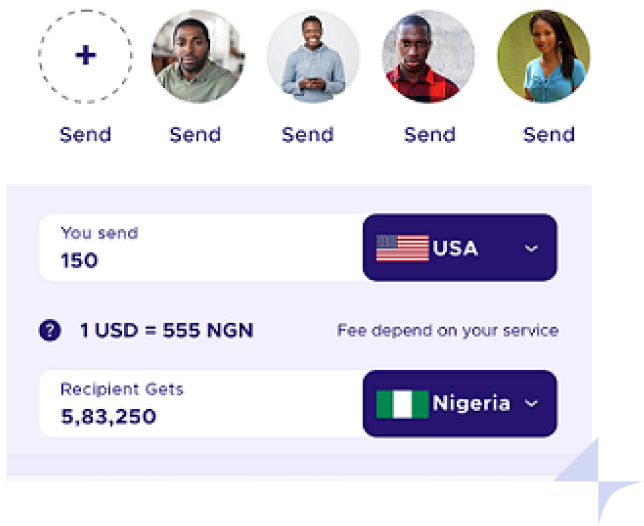 +
Send Send Send Send Send
You send
150
USA
? 1 USD = 555 NGN
Fee depend on your service
Recipient Gets
5,83,250
Nigeria